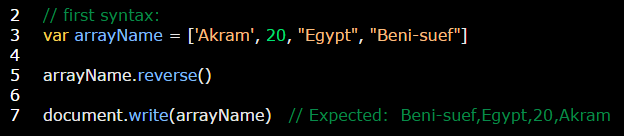 2 // first syntax:
3 var arrayName = ['Akram', 20, "Egypt", "Beni-suef"]
4
5 arrayName.reverse()
6
7 document.write(arrayName) // Expected: Beni-suef,Egypt,20,Akram